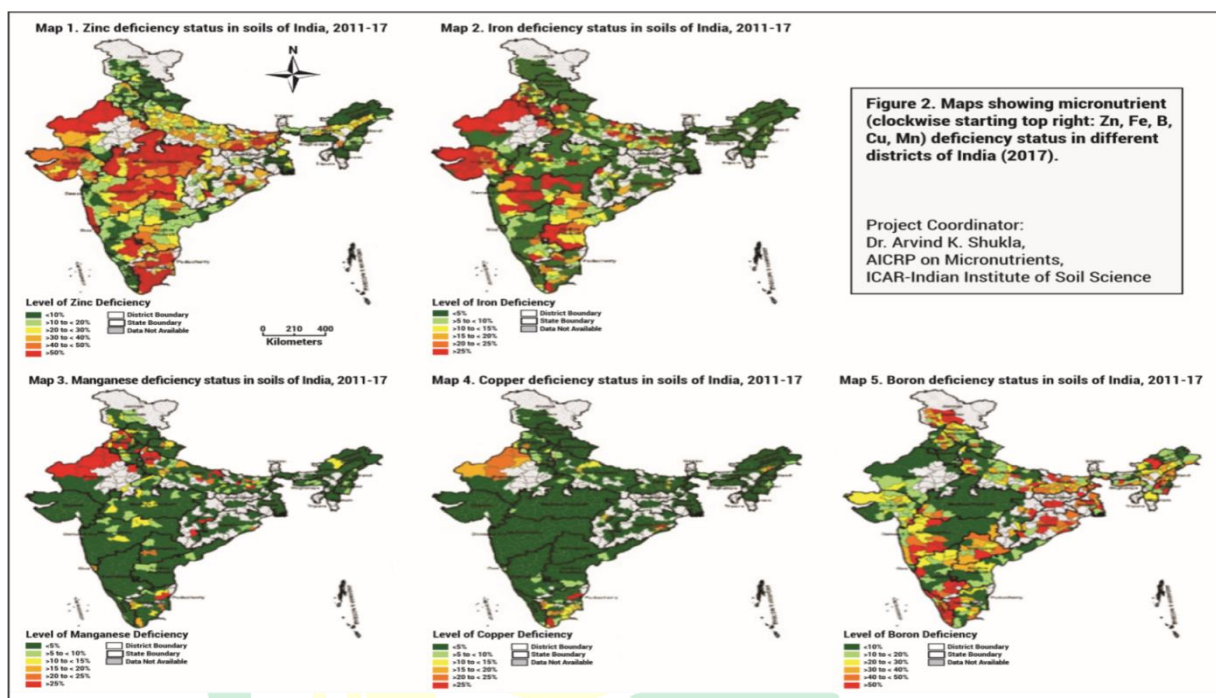 Map 1. Zinc deficiency status in soils of India, 2011-17
Map 2. Iron deficiency status in soils of India, 2011-17
N
Figure 2. Maps showing micronutrient
(clockwise starting top right: Zn, Fe, B,
Cu, Mn) deficiency status in different
districts of India (2017).
Project Coordinator:
Dr. Arvind K. Shukla,
AICRP on Micronutrients,
ICAR-Indian Institute of Soil Science
Level of Zinc Deficiency
<10% District Boundary
>10 to < 20% State Boundary
>20 to < 30% Data Not Available
>30 to < 40%
>40 to < 50%
>50%
0 210 400
Kilometers
Level of Iron Deficiency
<5% District Boundary
>5 to < 10% State Boundary
>10 to < 15% Data Not Available
>15 to < 20%
>20 to < 25%
>25%
Map 3. Manganese deficiency status in soils of India, 2011-17
Map 4. Copper deficiency status in soils of India, 2011-17
Map 5. Boron deficiency status in soils of India, 2011-17
Level of Manganese Deficiency
<5% District Boundary
>5 to < 10% State Boundary
>10 to < 15% Data Not Available
>15 to < 20%
>20 to < 25%
>25%
Level of Copper Deficiency
<5% District Boundary
>5 to < 10% State Boundary
>10 to < 15% Data Not Available
>15 to < 20%
>20 to < 25%
>25%
Level of Boron Deficiency
<10% District Boundary
>10 to < 20% State Boundary
>20 to < 30% Data Not Available
>30 to < 40%
>40 to < 50%
>50%